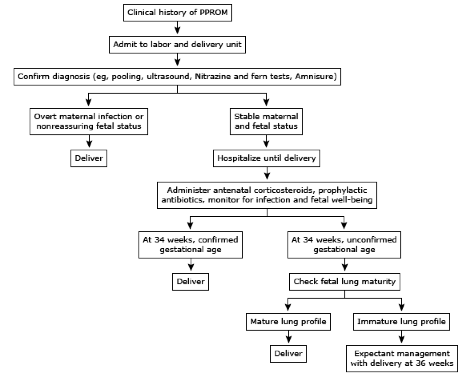 Clinical history of PPROM
Admit to labor and delivery unit
Confirm diagnosis (eg, pooling, ultrasound, Nitrazine and fern tests, Amnisure)
Overt maternal infection or
nonreassuring fetal status
Stable maternal
and fetal status
Deliver
Hospitalize until delivery
Administer antenatal corticosteroids, prophylactic
antibiotics, monitor for infection and fetal well-being
At 34 weeks, confirmed
gestational age
At 34 weeks, unconfirmed
gestational age
Deliver
Check fetal lung maturity
Mature lung profile
Immature lung profile
Deliver
Expectant management
with delivery at 36 weeks